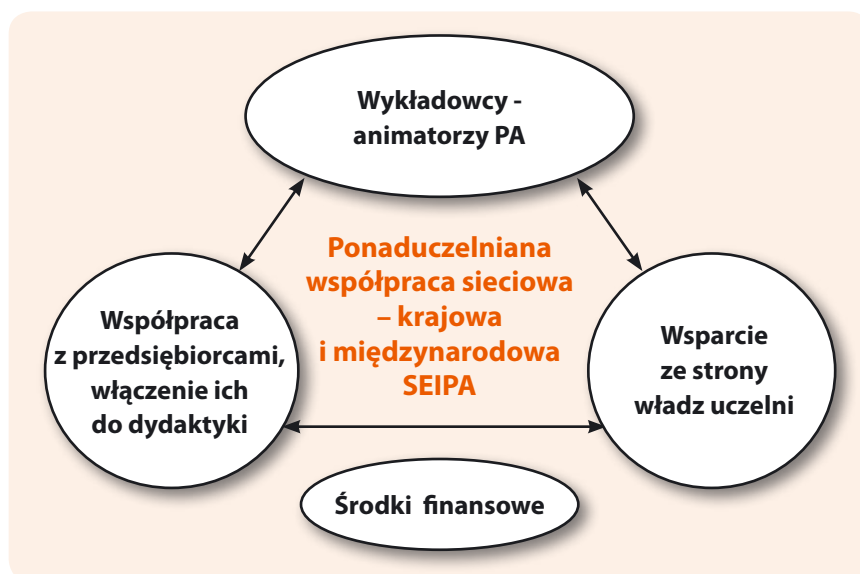 Wykładowcy -
animatorzy PA
Ponaduczelniana
współpraca sieciowa
– krajowa
i międzynarodowa
SEIPA
Współpraca
z przedsiębiorcami,
włączenie ich
do dydaktyki
Wsparcie
ze strony
władz uczelni
Środki finansowe